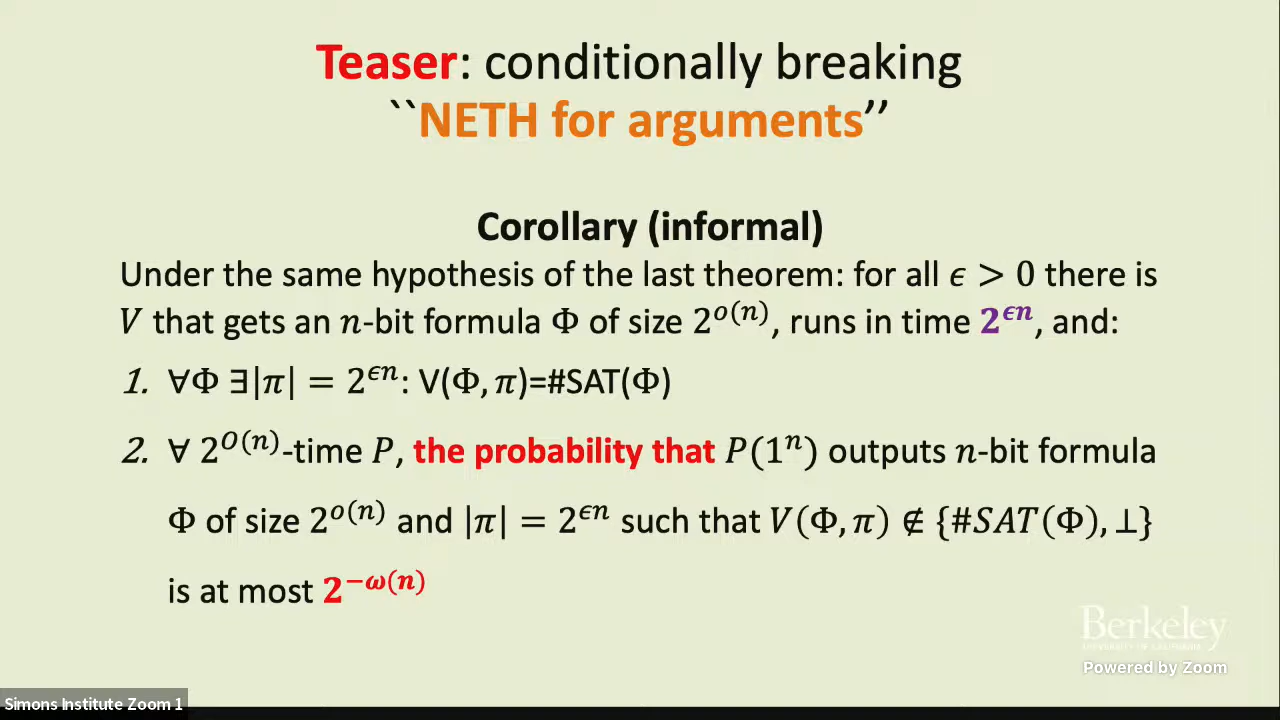 Teaser: conditionally breaking
``NETH for arguments’’
Corollary (informal)
Under the same hypothesis of the last theorem: for all ϵ > 0 there is
V that gets an n-bit formula Φ of size 2^{o(n)}, runs in time 2^{ϵn}, and:
1. ∀Φ ∃|π| = 2^{ϵn}: V(Φ, π)=#SAT(Φ)
2. ∀ 2^{O(n)}-time P, the probability that P(1^n) outputs n-bit formula
Φ of size 2^{o(n)} and |π| = 2^{ϵn} such that V(Φ, π) ∉ {#SAT(Φ), ⊥}
is at most 2^{−ω(n)}
Berkeley
UNIVERSITY OF CALIFORNIA
Powered by Zoom
Simons Institute Zoom 1